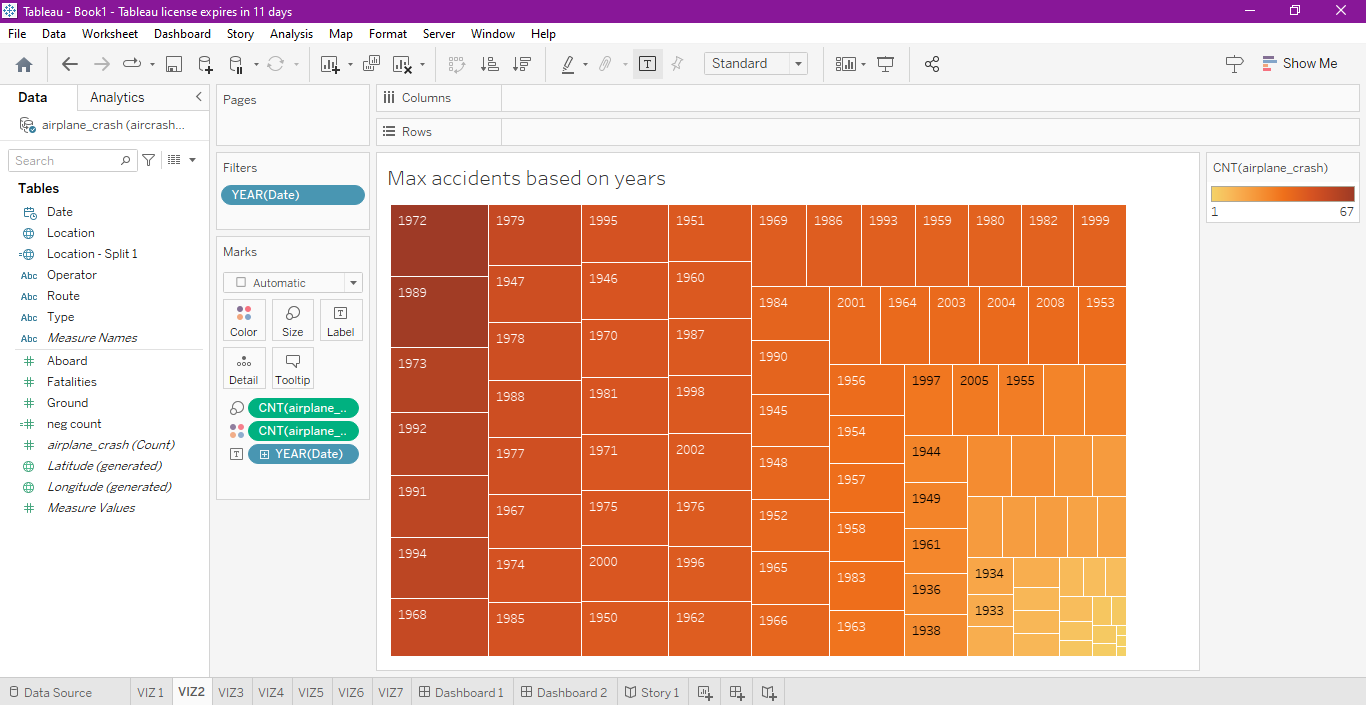 Tableau - Book1 - Tableau license expires in 11 days
File Data Worksheet Dashboard Story Analysis Map Format Server Window Help
Standard
Show Me
Data
Analytics
airplane_crash (aircrash...
Search
Tables
Date
Location
Location - Split 1
Abc Operator
Abc Route
Abc Type
Abc Measure Names
Aboard
Fatalities
Ground
neg count
airplane_crash (Count)
Latitude (generated)
Longitude (generated)
Measure Values
Pages
Filters
YEAR(Date)
Marks
Automatic
Color Size Label
Detail Tooltip
CNT(airplane_..
CNT(airplane_..
YEAR(Date)
Columns
Rows
Max accidents based on years
1972
1989
1973
1992
1991
1994
1968
1979
1947
1978
1988
1977
1967
1974
1985
1995
1946
1970
1981
1971
1975
2000
1950
1951
1960
1987
1998
2002
1976
1996
1962
1969 1986 1993 1959 1980 1982 1999
1984
1990
1945
1948
1952
1965
1966
2001 1964 2003 2004 2008 1953
1956
1954
1957
1958
1983
1963
1997 2005 1955
1944
1949
1961
1936
1938
1934
1933
CNT(airplane_crash)
1 67
Data Source VIZ 1 VIZ2 VIZ3 VIZ4 VIZ5 VIZ6 VIZ7 Dashboard 1 Dashboard 2 Story 1